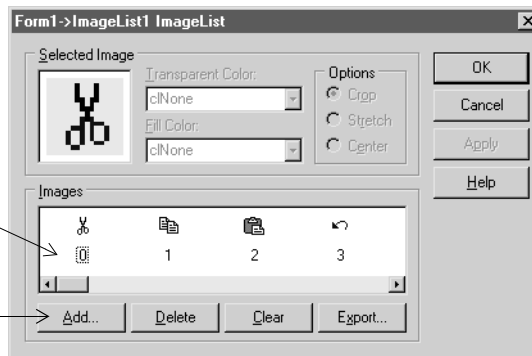 Form1->ImageList1 ImageList
Selected Image
Transparent Color:
clNone
Fill Color:
clNone
Options
Crop
Stretch
Center
OK
Cancel
Apply
Help
Images
0 1 2 3
Add... Delete Clear Export...